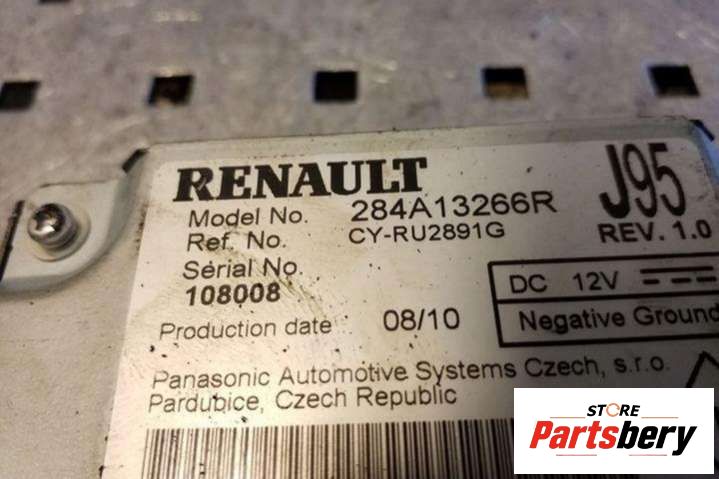 RENAULT
J95
Model No. 284A13266R
Ref. No. CY-RU2891G
REV. 1.0
Serial No.
108008
DC 12V
Production date 08/10
Negative Ground
Panasonic Automotive Systems Czech, s.r.o.
Pardubice, Czech Republic
STORE
Partsbery